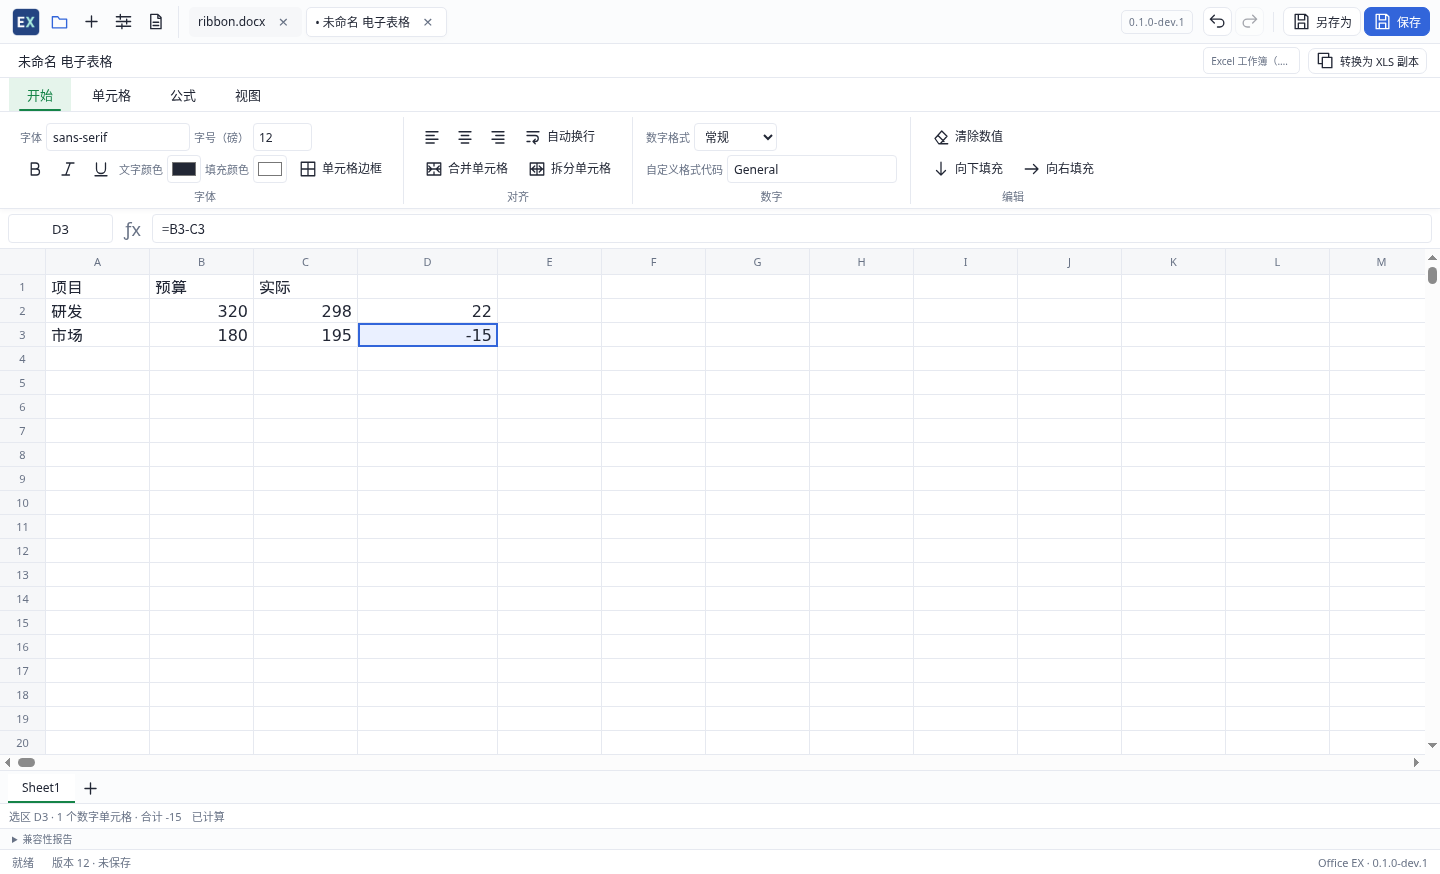 EX ribbon.docx • 未命名 电子表格 0.1.0-dev.1 另存为 保存
未命名 电子表格 Excel 工作簿（.... 转换为 XLS 副本
开始 单元格 公式 视图
字体 sans-serif 字号（磅） 12 自动换行 数字格式 常规 清除数值
B I U 文字颜色 填充颜色 单元格边框 合并单元格 拆分单元格 自定义格式代码 General 向下填充 向右填充
字体 对齐 数字 编辑
D3 ƒx =B3-C3
A B C D E F G H I J K L M
1 项目 预算 实际
2 研发 320 298 22
3 市场 180 195 -15
4
5
6
7
8
9
10
11
12
13
14
15
16
17
18
19
20
Sheet1
选区 D3 · 1 个数字单元格 · 合计 -15 已计算
兼容性报告
就绪 版本 12 · 未保存 Office EX · 0.1.0-dev.1